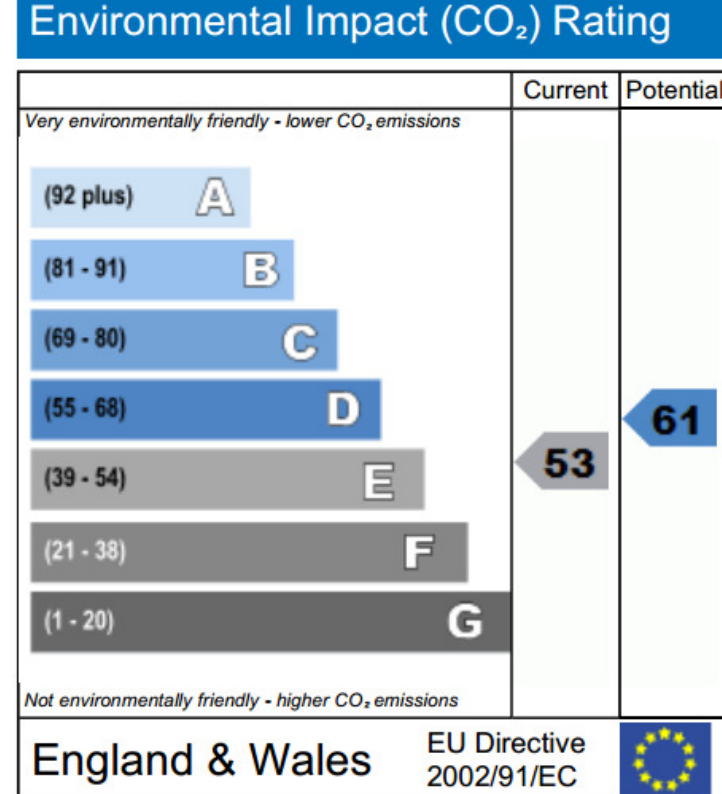 Environmental Impact (CO₂) Rating
Current Potential
Very environmentally friendly - lower CO₂ emissions
(92 plus) A
(81 - 91) B
(69 - 80) C
(55 - 68) D
61
(39 - 54) E
53
(21 - 38) F
(1 - 20) G
Not environmentally friendly - higher CO₂ emissions
England & Wales
EU Directive
2002/91/EC